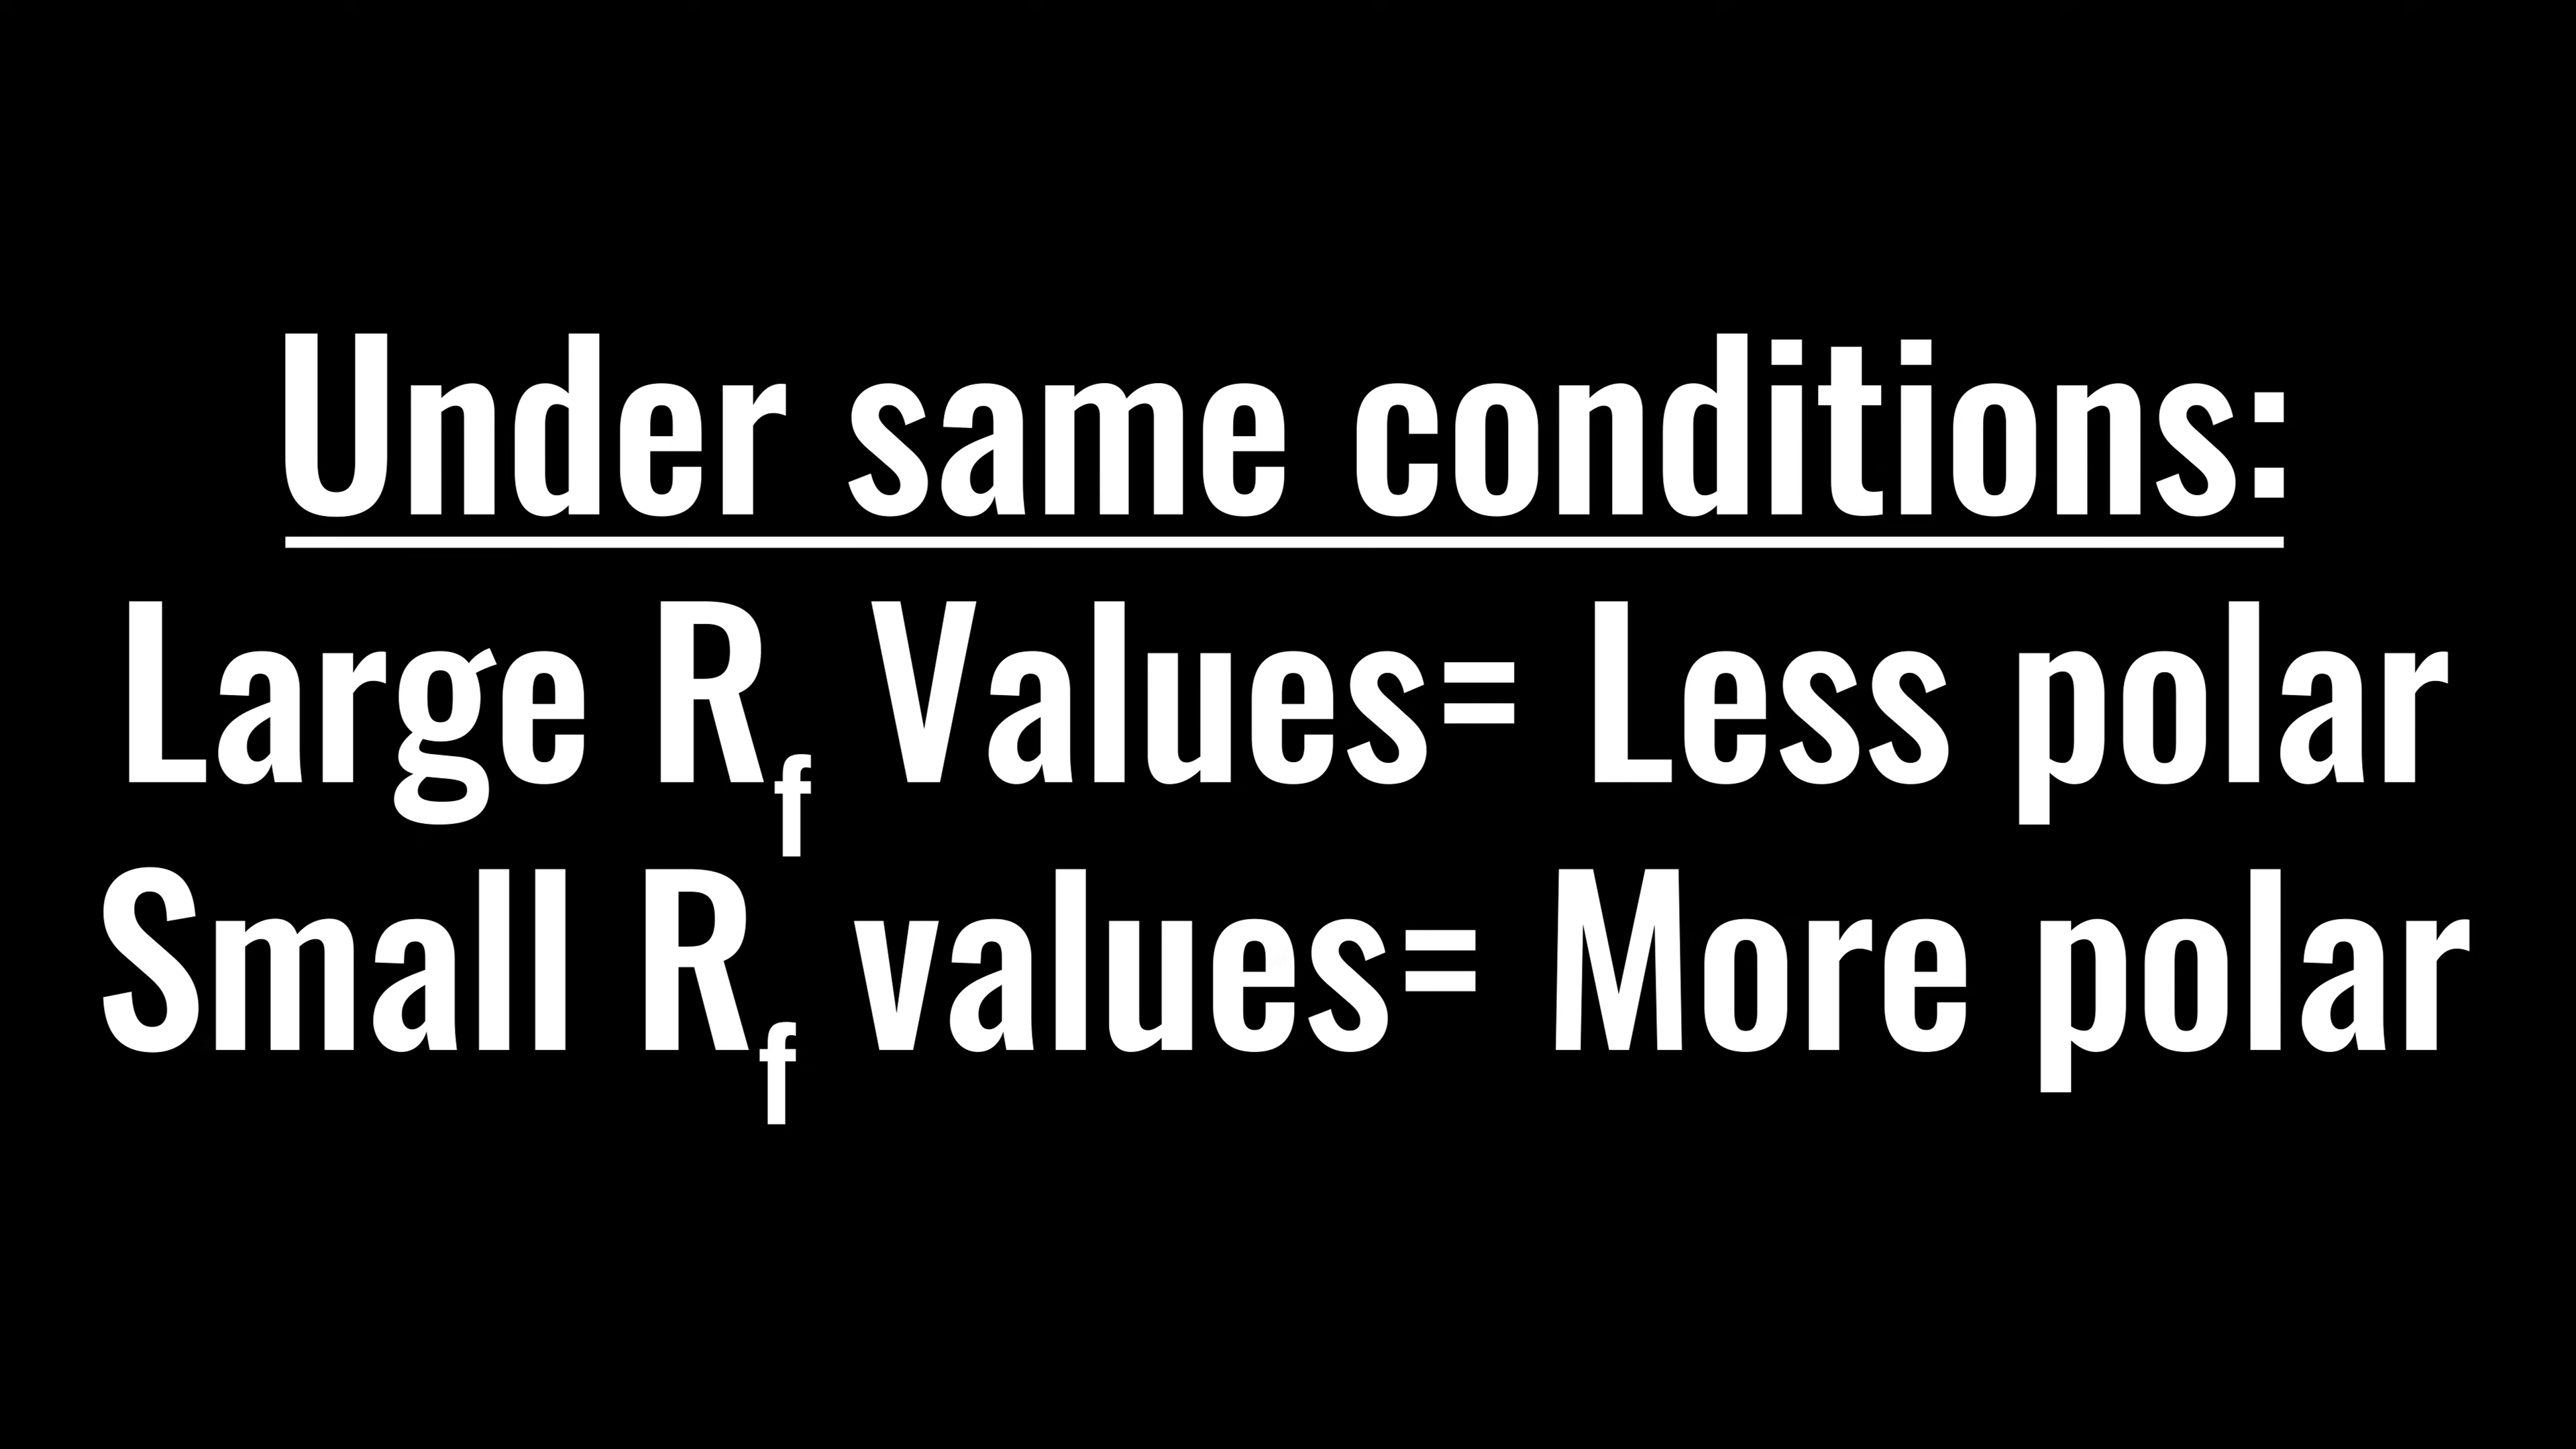 Under same conditions:
Large Rf Values= Less polar
Small Rf values= More polar